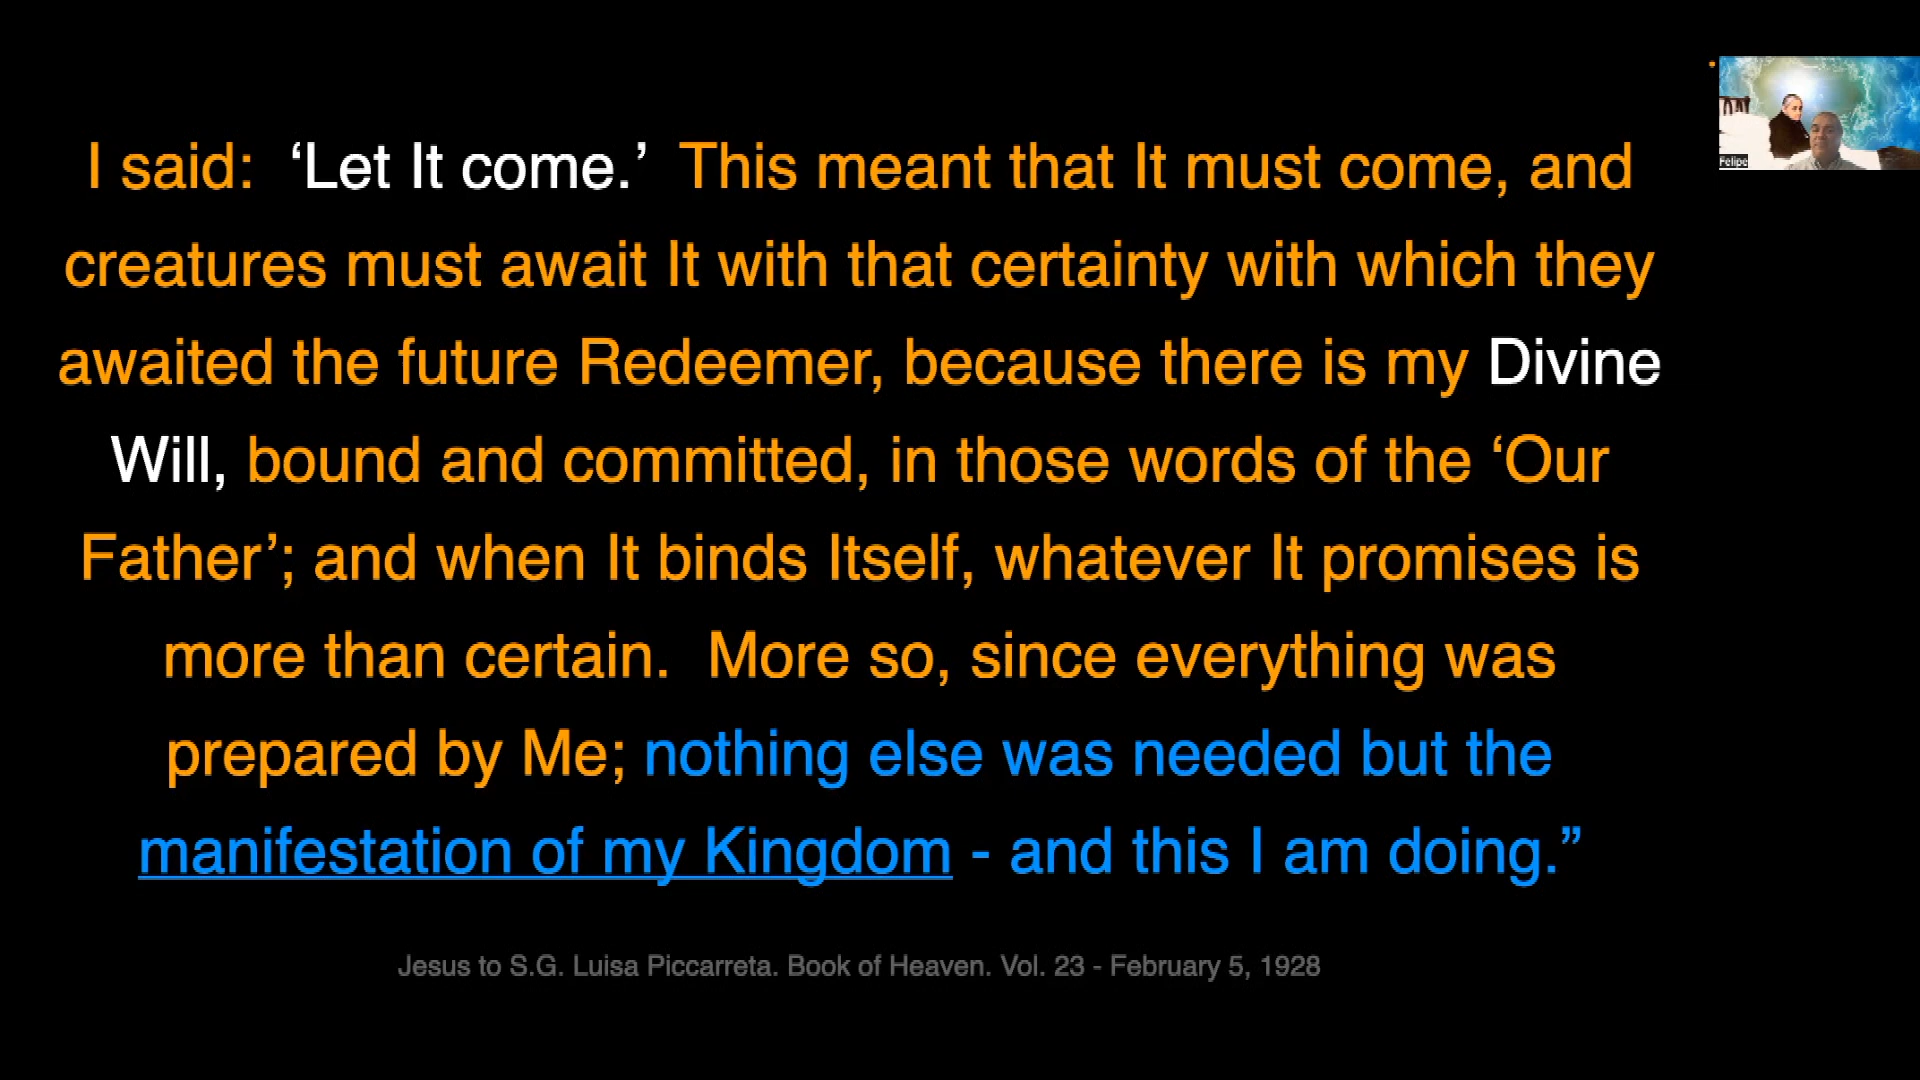 I said:  ‘Let It come.’  This meant that It must come, and
creatures must await It with that certainty with which they
awaited the future Redeemer, because there is my Divine
Will, bound and committed, in those words of the ‘Our
Father’; and when It binds Itself, whatever It promises is
more than certain.  More so, since everything was
prepared by Me; nothing else was needed but the
manifestation of my Kingdom - and this I am doing.”
Jesus to S.G. Luisa Piccarreta. Book of Heaven. Vol. 23 - February 5, 1928
Felipe